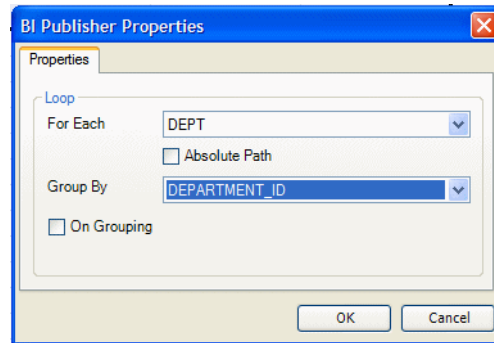 BI Publisher Properties
Properties
Loop
For Each DEPT
Absolute Path
Group By DEPARTMENT_ID
On Grouping
OK Cancel